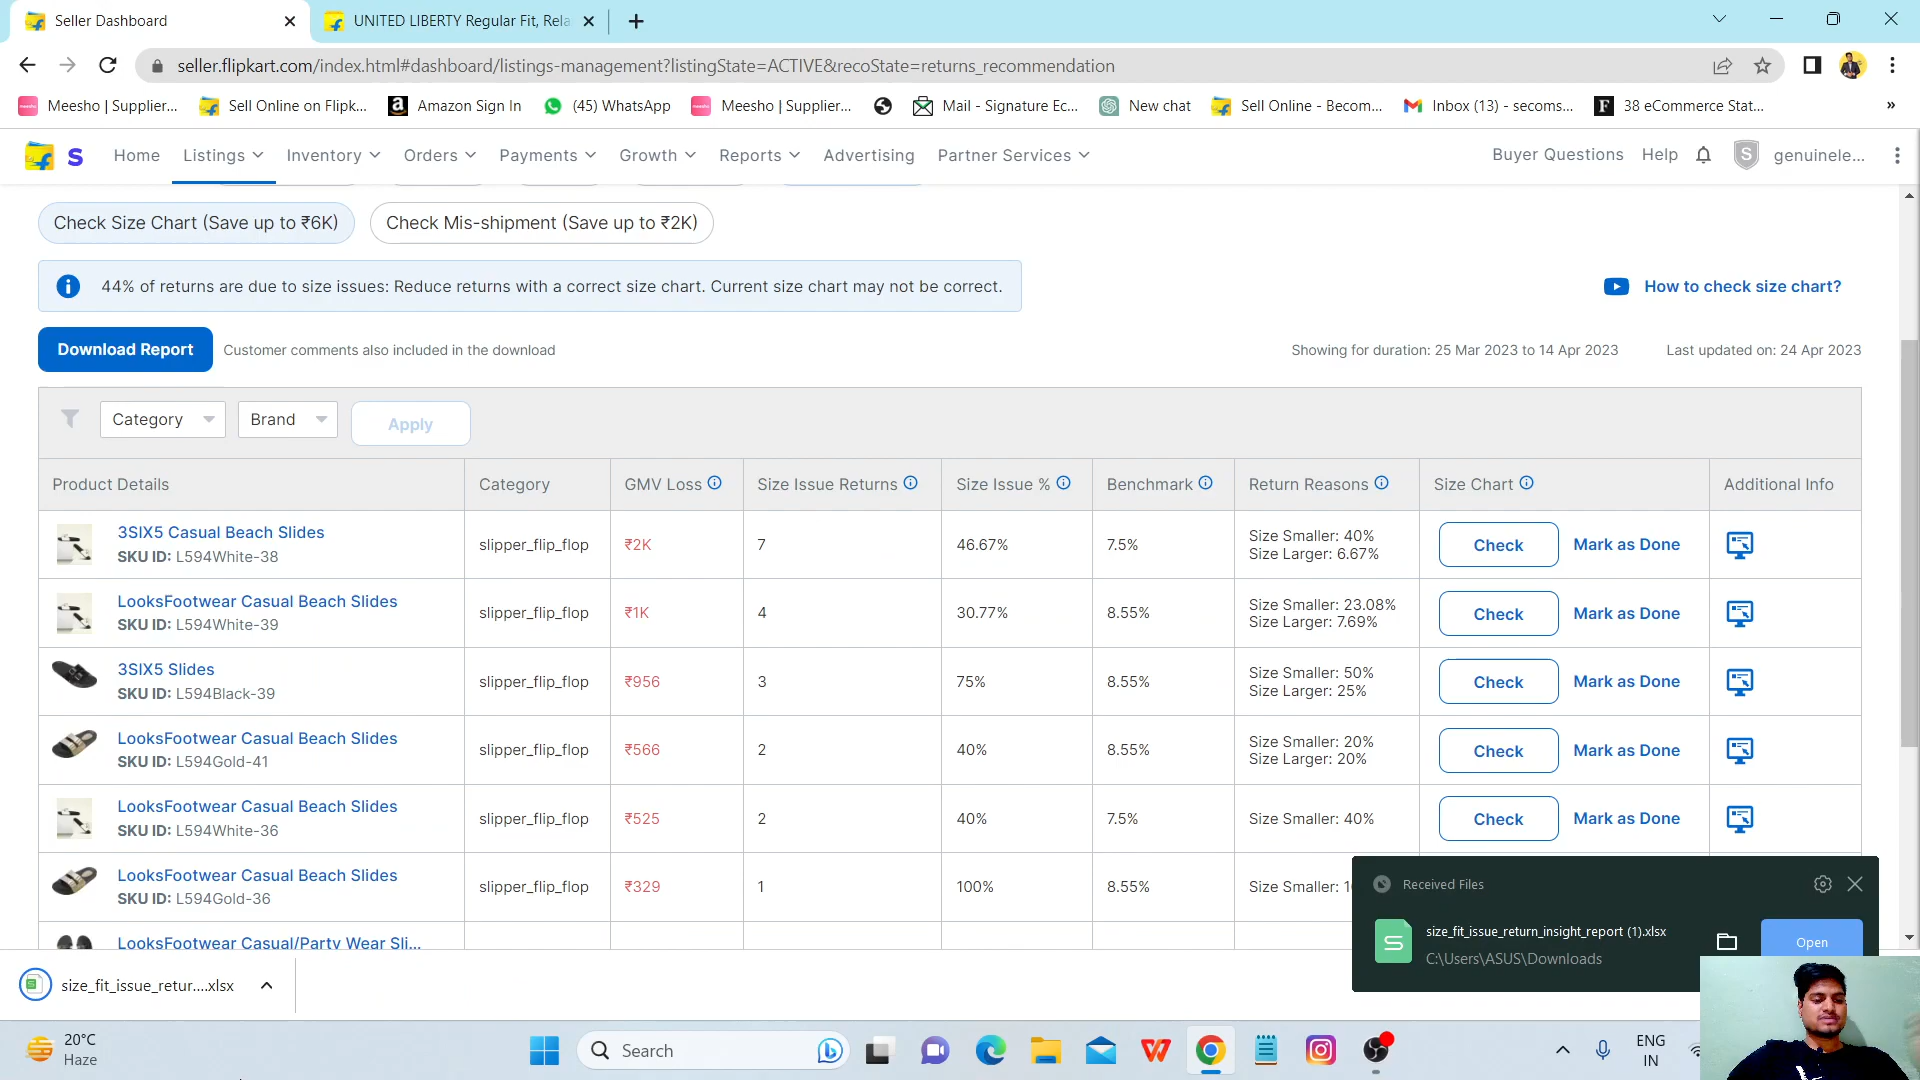 Seller Dashboard
UNITED LIBERTY Regular Fit, Rela
seller.flipkart.com/index.html#dashboard/listings-management?listingState=ACTIVE&recoState=returns_recommendation
Meesho | Supplier...
Sell Online on Flipk...
Amazon Sign In
(45) WhatsApp
Meesho | Supplier...
Mail - Signature Ec...
New chat
Sell Online - Becom...
Inbox (13) - secoms...
38 eCommerce Stat...
Home
Listings
Inventory
Orders
Payments
Growth
Reports
Advertising
Partner Services
Buyer Questions
Help
genuinele...
Check Size Chart (Save up to ₹6K)
Check Mis-shipment (Save up to ₹2K)
44% of returns are due to size issues: Reduce returns with a correct size chart. Current size chart may not be correct.
How to check size chart?
Download Report
Customer comments also included in the download
Showing for duration: 25 Mar 2023 to 14 Apr 2023
Last updated on: 24 Apr 2023
Category
Brand
Apply
Product Details
Category
GMV Loss
Size Issue Returns
Size Issue %
Benchmark
Return Reasons
Size Chart
Additional Info
3SIX5 Casual Beach Slides
SKU ID: L594White-38
slipper_flip_flop
₹2K
7
46.67%
7.5%
Size Smaller: 40%
Size Larger: 6.67%
Check
Mark as Done
LooksFootwear Casual Beach Slides
SKU ID: L594White-39
slipper_flip_flop
₹1K
4
30.77%
8.55%
Size Smaller: 23.08%
Size Larger: 7.69%
Check
Mark as Done
3SIX5 Slides
SKU ID: L594Black-39
slipper_flip_flop
₹956
3
75%
8.55%
Size Smaller: 50%
Size Larger: 25%
Check
Mark as Done
LooksFootwear Casual Beach Slides
SKU ID: L594Gold-41
slipper_flip_flop
₹566
2
40%
8.55%
Size Smaller: 20%
Size Larger: 20%
Check
Mark as Done
LooksFootwear Casual Beach Slides
SKU ID: L594White-36
slipper_flip_flop
₹525
2
40%
7.5%
Size Smaller: 40%
Check
Mark as Done
LooksFootwear Casual Beach Slides
SKU ID: L594Gold-36
slipper_flip_flop
₹329
1
100%
8.55%
Size Smaller: 1
LooksFootwear Casual/Party Wear Sli...
Received Files
size_fit_issue_return_insight_report (1).xlsx
C:\Users\ASUS\Downloads
Open
size_fit_issue_retur....xlsx
20°C
Haze
Search
ENG
IN